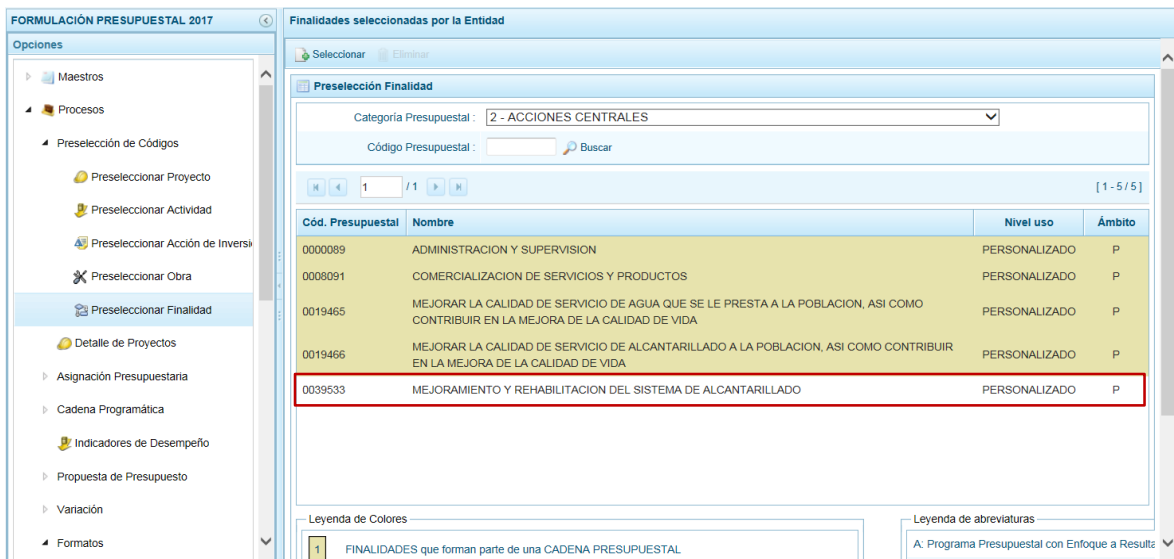 FORMULACIÓN PRESUPUESTAL 2017
Opciones
Maestros
Procesos
Preselección de Códigos
Preseleccionar Proyecto
Preseleccionar Actividad
Preseleccionar Acción de Inversi
Preseleccionar Obra
Preseleccionar Finalidad
Detalle de Proyectos
Asignación Presupuestaria
Cadena Programática
Indicadores de Desempeño
Propuesta de Presupuesto
Variación
Formatos
Finalidades seleccionadas por la Entidad
Seleccionar Eliminar
Preselección Finalidad
Categoría Presupuestal : 2 - ACCIONES CENTRALES
Código Presupuestal : Buscar
1 / 1 [ 1 - 5 / 5 ]
Cód. Presupuestal Nombre Nivel uso Ámbito
0000089 ADMINISTRACION Y SUPERVISION PERSONALIZADO P
0008091 COMERCIALIZACION DE SERVICIOS Y PRODUCTOS PERSONALIZADO P
0019465 MEJORAR LA CALIDAD DE SERVICIO DE AGUA QUE SE LE PRESTA A LA POBLACION, ASI COMO PERSONALIZADO P
CONTRIBUIR EN LA MEJORA DE LA CALIDAD DE VIDA
0019466 MEJORAR LA CALIDAD DE SERVICIO DE ALCANTARILLADO A LA POBLACION, ASI COMO CONTRIBUIR PERSONALIZADO P
EN LA MEJORA DE LA CALIDAD DE VIDA
0039533 MEJORAMIENTO Y REHABILITACION DEL SISTEMA DE ALCANTARILLADO PERSONALIZADO P
Leyenda de Colores
1 FINALIDADES que forman parte de una CADENA PRESUPUESTAL
Leyenda de abreviaturas
A: Programa Presupuestal con Enfoque a Resulta